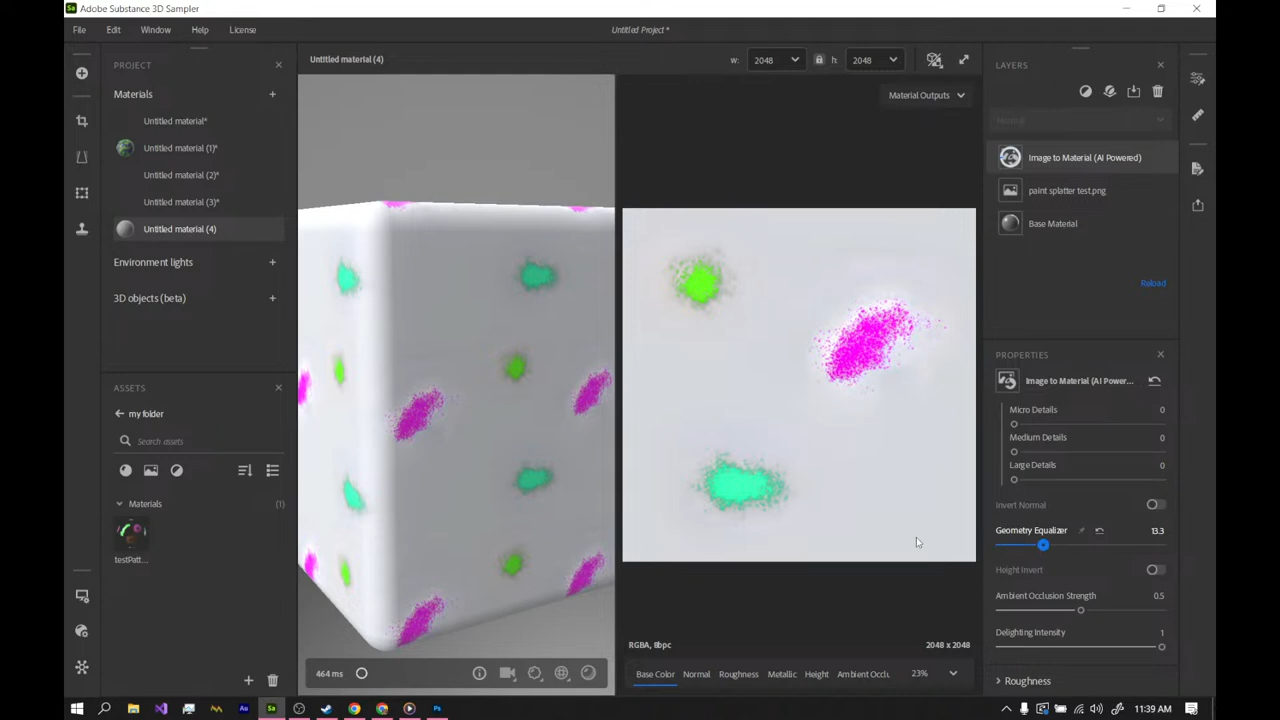 Sa Adobe Substance 3D Sampler
File Edit Window Help License
Untitled Project *
PROJECT
Materials
Untitled material*
Untitled material (1)*
Untitled material (2)*
Untitled material (3)*
Untitled material (4)
Environment lights
3D objects (beta)
ASSETS
my folder
Search assets
Materials (1)
testPatt...
Untitled material (4)
w: 2048 h: 2048
Material Outputs
464 ms
RGBA, 8bpc 2048 x 2048
Base Color Normal Roughness Metallic Height Ambient Occlu 23%
LAYERS
Normal
Image to Material (AI Powered)
paint splatter test.png
Base Material
Reload
PROPERTIES
Image to Material (AI Power...
Micro Details 0
Medium Details 0
Large Details 0
Invert Normal
Geometry Equalizer 13.3
Height Invert
Ambient Occlusion Strength 0.5
Delighting Intensity 1
Roughness
Au Sa Ps 11:39 AM